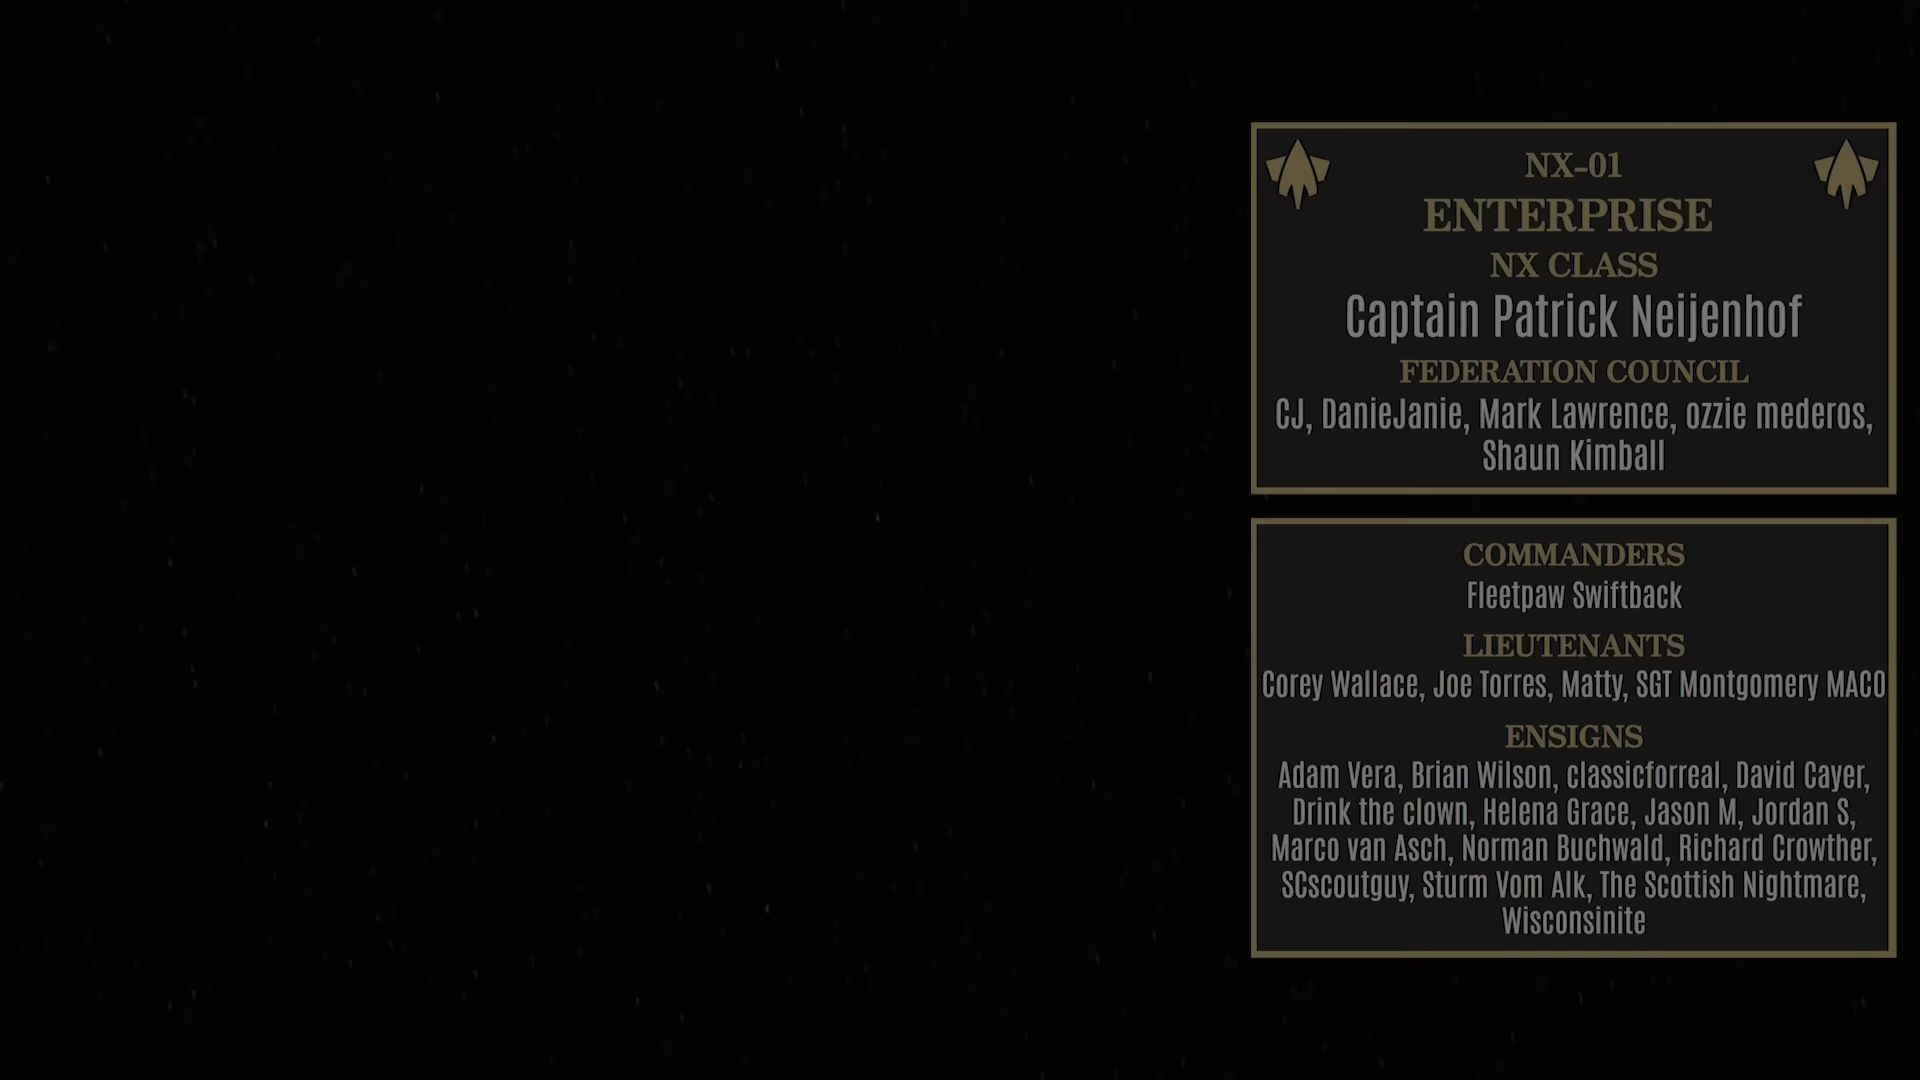 NX-01
ENTERPRISE
NX CLASS
Captain Patrick Neijenhof
FEDERATION COUNCIL
CJ, DanieJanie, Mark Lawrence, ozzie mederos,
Shaun Kimball
COMMANDERS
Fleetpaw Swiftback
LIEUTENANTS
Corey Wallace, Joe Torres, Matty, SGT Montgomery MACO
ENSIGNS
Adam Vera, Brian Wilson, classicforreal, David Cayer,
Drink the clown, Helena Grace, Jason M, Jordan S,
Marco van Asch, Norman Buchwald, Richard Crowther,
SCscoutguy, Sturm Vom Alk, The Scottish Nightmare,
Wisconsinite